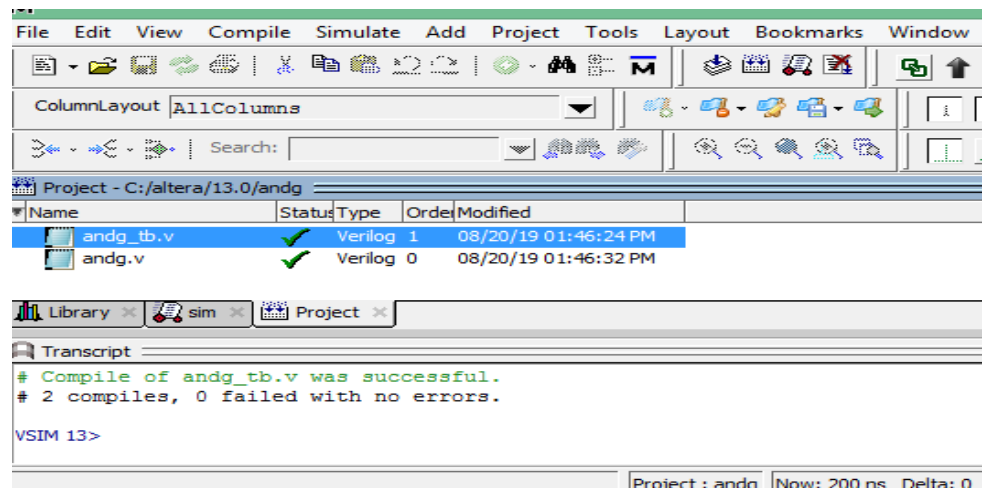 File Edit View Compile Simulate Add Project Tools Layout Bookmarks Window
ColumnLayout AllColumns
Search:
Project - C:/altera/13.0/andg
Name Status Type Order Modified
andg_tb.v Verilog 1 08/20/19 01:46:24 PM
andg.v Verilog 0 08/20/19 01:46:32 PM
Library sim Project
Transcript
# Compile of andg_tb.v was successful.
# 2 compiles, 0 failed with no errors.
VSIM 13>
Project : andg Now: 200 ns Delta: 0